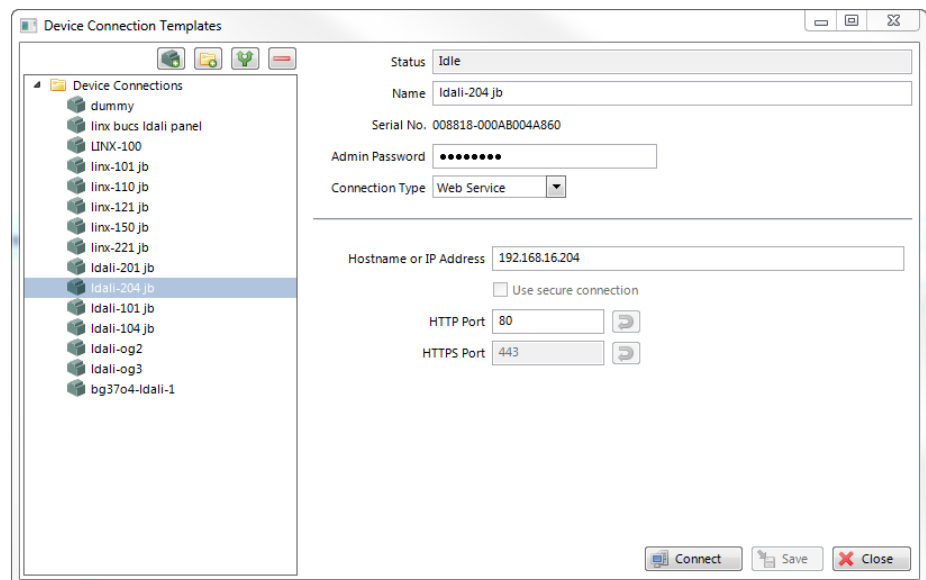 Device Connection Templates
Device Connections
dummy
linx bucs ldali panel
LINX-100
linx-101 jb
linx-110 jb
linx-121 jb
linx-150 jb
linx-221 jb
ldali-201 jb
ldali-204 jb
ldali-101 jb
ldali-104 jb
ldali-og2
ldali-og3
bg37o4-ldali-1
Status Idle
Name ldali-204 jb
Serial No. 008818-000AB004A860
Admin Password ●●●●●●●●
Connection Type Web Service
Hostname or IP Address 192.168.16.204
Use secure connection
HTTP Port 80
HTTPS Port 443
Connect Save Close